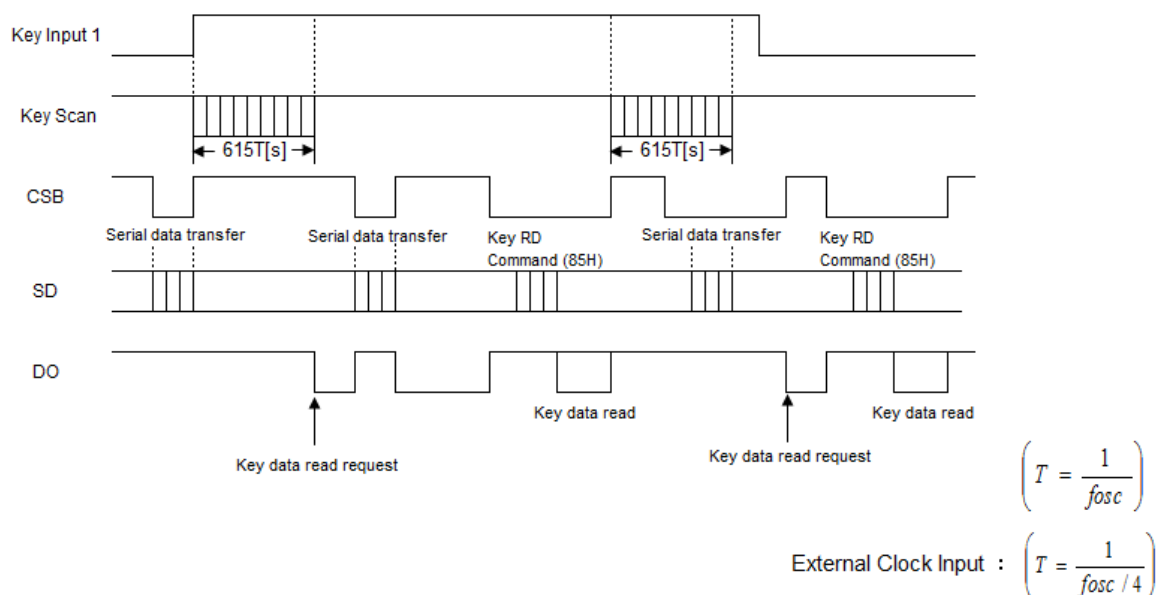 Key Input 1
Key Scan
615T[s]
615T[s]
CSB
Serial data transfer
Serial data transfer
Key RD
Command (85H)
Serial data transfer
Key RD
Command (85H)
SD
DO
Key data read
Key data read
Key data read request
Key data read request
( T = 1 / fosc )
External Clock Input : ( T = 1 / fosc / 4 )